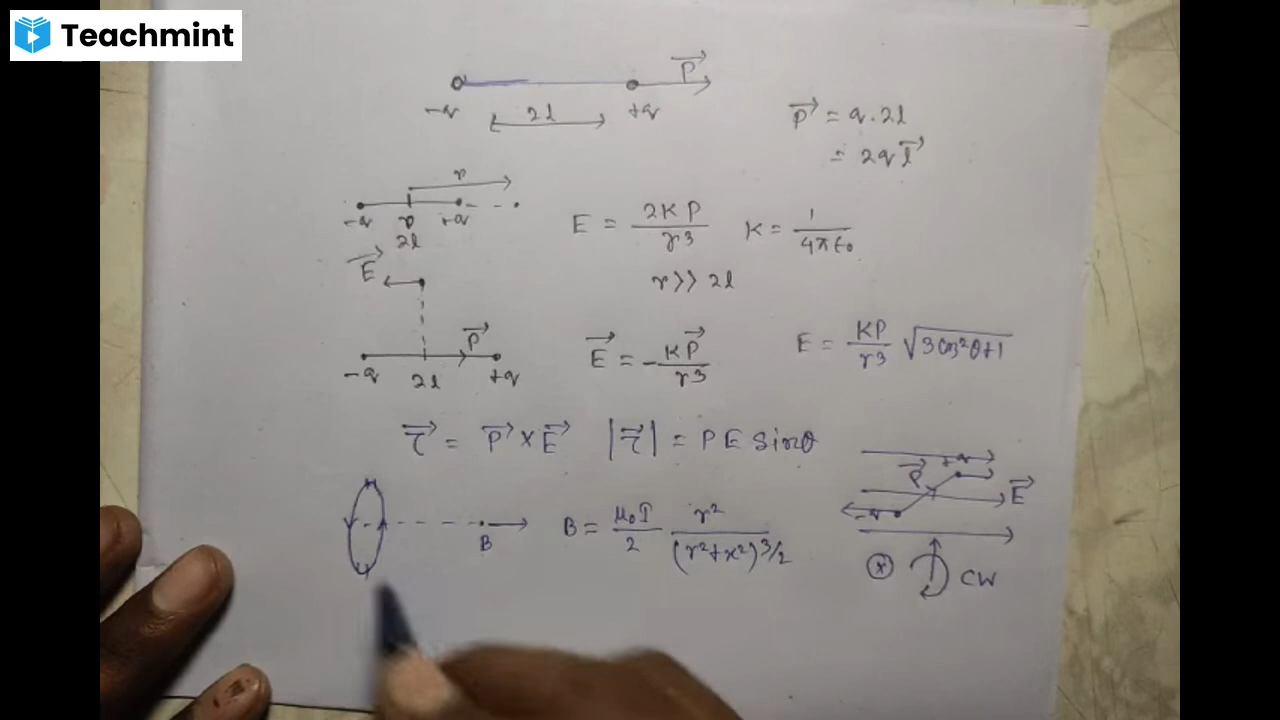 Teachmint
P⃗
-q 2l +q
P⃗ = q.2l
= 2q l⃗
r
-q 2l +q
E = 2KP/r³ K = 1/4πϵ₀
r>>2l
E⃗
P⃗
-q 2l +q
E⃗ = -KP⃗/r³
E = KP/r³ √3cos²θ+1
τ⃗ = P⃗ × E⃗ |τ⃗| = PE sinθ
+q
P⃗
E⃗
-q
B
B = μ₀I/2 r²/(r²+x²)^3/2
ⓧ CW